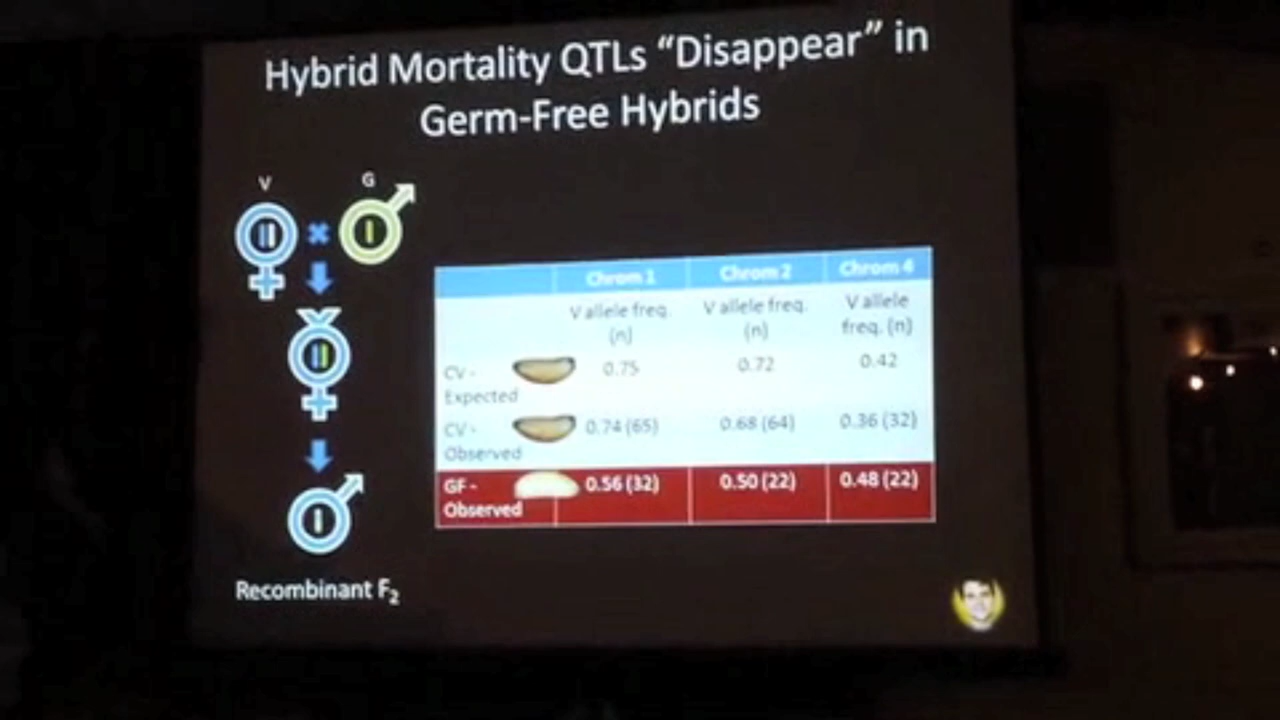 Hybrid Mortality QTLs “Disappear” in
Germ-Free Hybrids
V G
Chrom 1 Chrom 2 Chrom 4
V allele freq. (n) V allele freq. (n) V allele freq. (n)
CV - Expected 0.75 0.72 0.42
CV - Observed 0.74 (65) 0.68 (64) 0.36 (32)
GF - Observed 0.56 (32) 0.50 (22) 0.48 (22)
Recombinant F₂